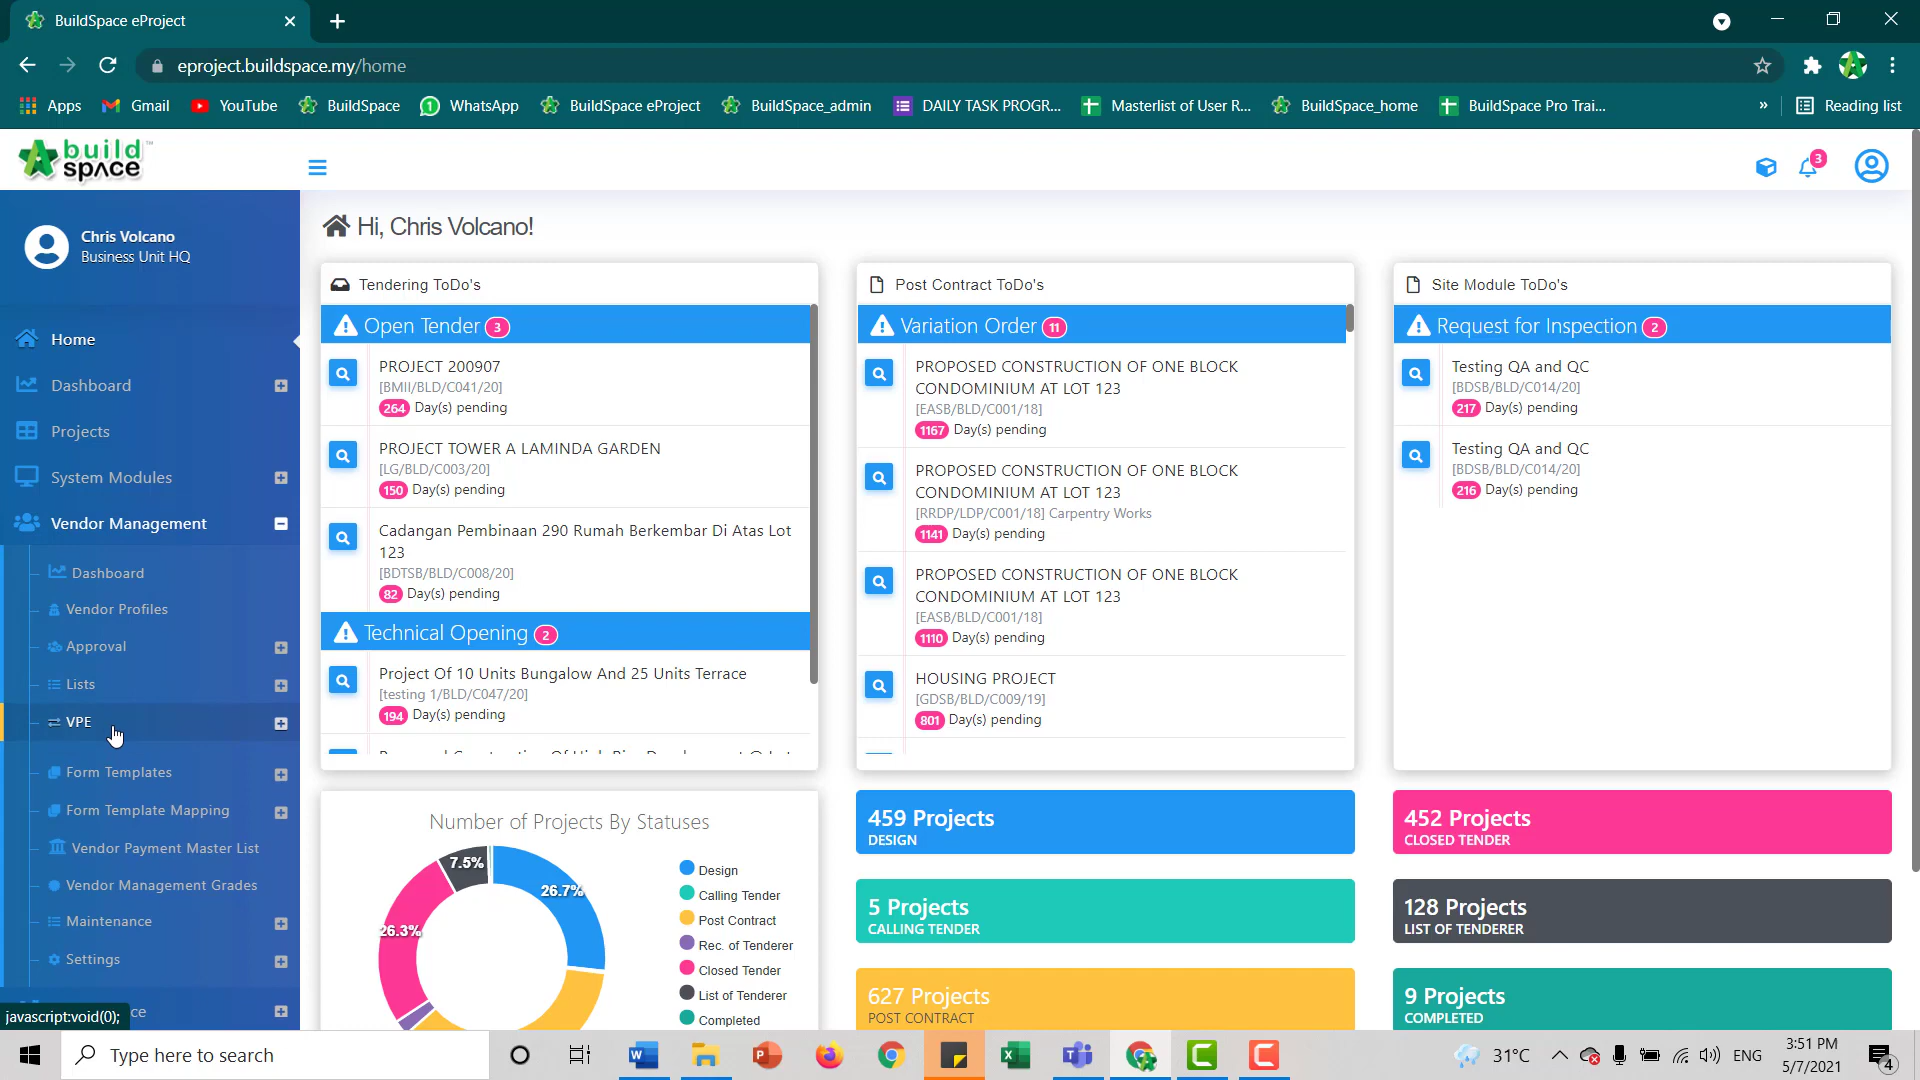 BuildSpace eProject
eproject.buildspace.my/home
Apps
Gmail
YouTube
BuildSpace
WhatsApp
BuildSpace eProject
BuildSpace_admin
DAILY TASK PROGR...
Masterlist of User R...
BuildSpace_home
BuildSpace Pro Trai...
»
Reading list
build
space
™
3
Chris Volcano
Business Unit HQ
Home
Dashboard
Projects
System Modules
Vendor Management
Dashboard
Vendor Profiles
Approval
Lists
VPE
Form Templates
Form Template Mapping
Vendor Payment Master List
Vendor Management Grades
Maintenance
Settings
javascript:void(0);
Hi, Chris Volcano!
Tendering ToDo's
Open Tender 3
PROJECT 200907
[BMII/BLD/C041/20]
264 Day(s) pending
PROJECT TOWER A LAMINDA GARDEN
[LG/BLD/C003/20]
150 Day(s) pending
Cadangan Pembinaan 290 Rumah Berkembar Di Atas Lot
123
[BDTSB/BLD/C008/20]
82 Day(s) pending
Technical Opening 2
Project Of 10 Units Bungalow And 25 Units Terrace
[testing 1/BLD/C047/20]
194 Day(s) pending
Post Contract ToDo's
Variation Order 11
PROPOSED CONSTRUCTION OF ONE BLOCK
CONDOMINIUM AT LOT 123
[EASB/BLD/C001/18]
1167 Day(s) pending
PROPOSED CONSTRUCTION OF ONE BLOCK
CONDOMINIUM AT LOT 123
[RRDP/LDP/C001/18] Carpentry Works
1141 Day(s) pending
PROPOSED CONSTRUCTION OF ONE BLOCK
CONDOMINIUM AT LOT 123
[EASB/BLD/C001/18]
1110 Day(s) pending
HOUSING PROJECT
[GDSB/BLD/C009/19]
801 Day(s) pending
Site Module ToDo's
Request for Inspection 2
Testing QA and QC
[BDSB/BLD/C014/20]
217 Day(s) pending
Testing QA and QC
[BDSB/BLD/C014/20]
216 Day(s) pending
Number of Projects By Statuses
7.5%
26.7%
26.3%
Design
Calling Tender
Post Contract
Rec. of Tenderer
Closed Tender
List of Tenderer
Completed
459 Projects
DESIGN
452 Projects
CLOSED TENDER
5 Projects
CALLING TENDER
128 Projects
LIST OF TENDERER
627 Projects
POST CONTRACT
9 Projects
COMPLETED
Type here to search
31°C
ENG
3:51 PM
5/7/2021
4